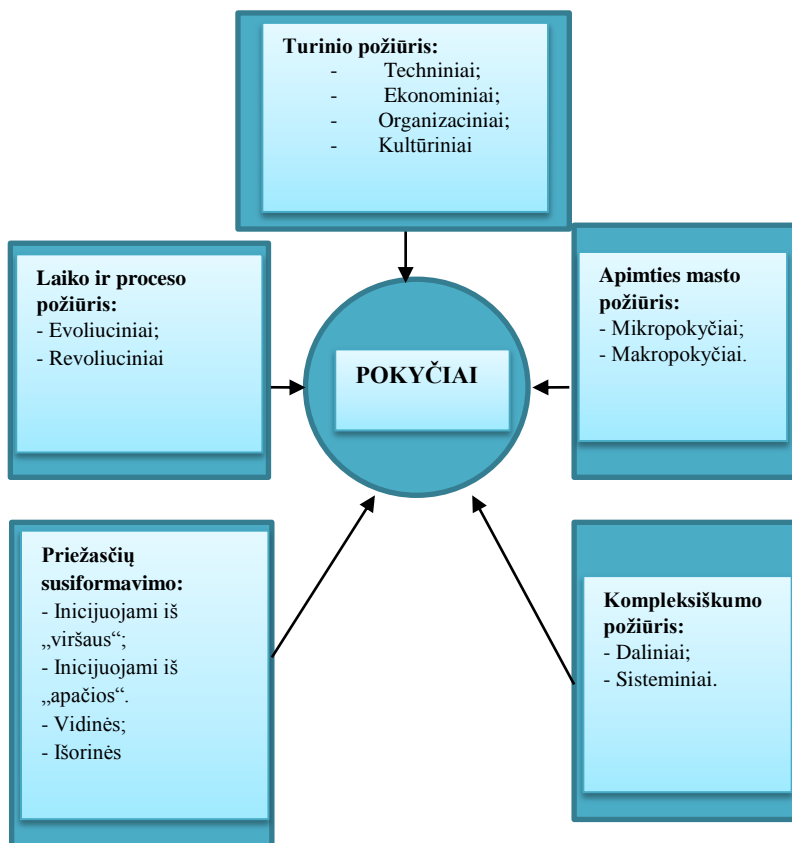 Turinio požiūris:
- Techniniai;
- Ekonominiai;
- Organizaciniai;
- Kultūriniai
Laiko ir proceso
požiūris:
- Evoliuciniai;
- Revoliuciniai
Apimties masto
požiūris:
- Mikropokyčiai;
- Makropokyčiai.
POKYČIAI
Priežasčių
susiformavimo:
- Inicijuojami iš
„viršaus“;
- Inicijuojami iš
„apačios“.
- Vidinės;
- Išorinės
Kompleksiškumo
požiūris:
- Daliniai;
- Sisteminiai.